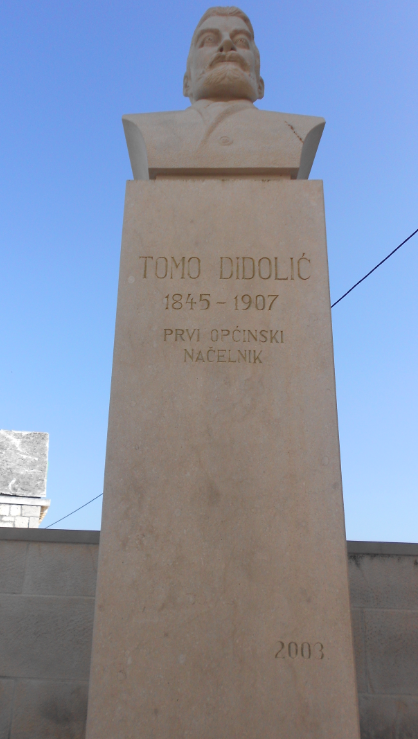 TOMO DIDOLIĆ
1845-1907
PRVI OPĆINSKI
NAČELNIK
2003